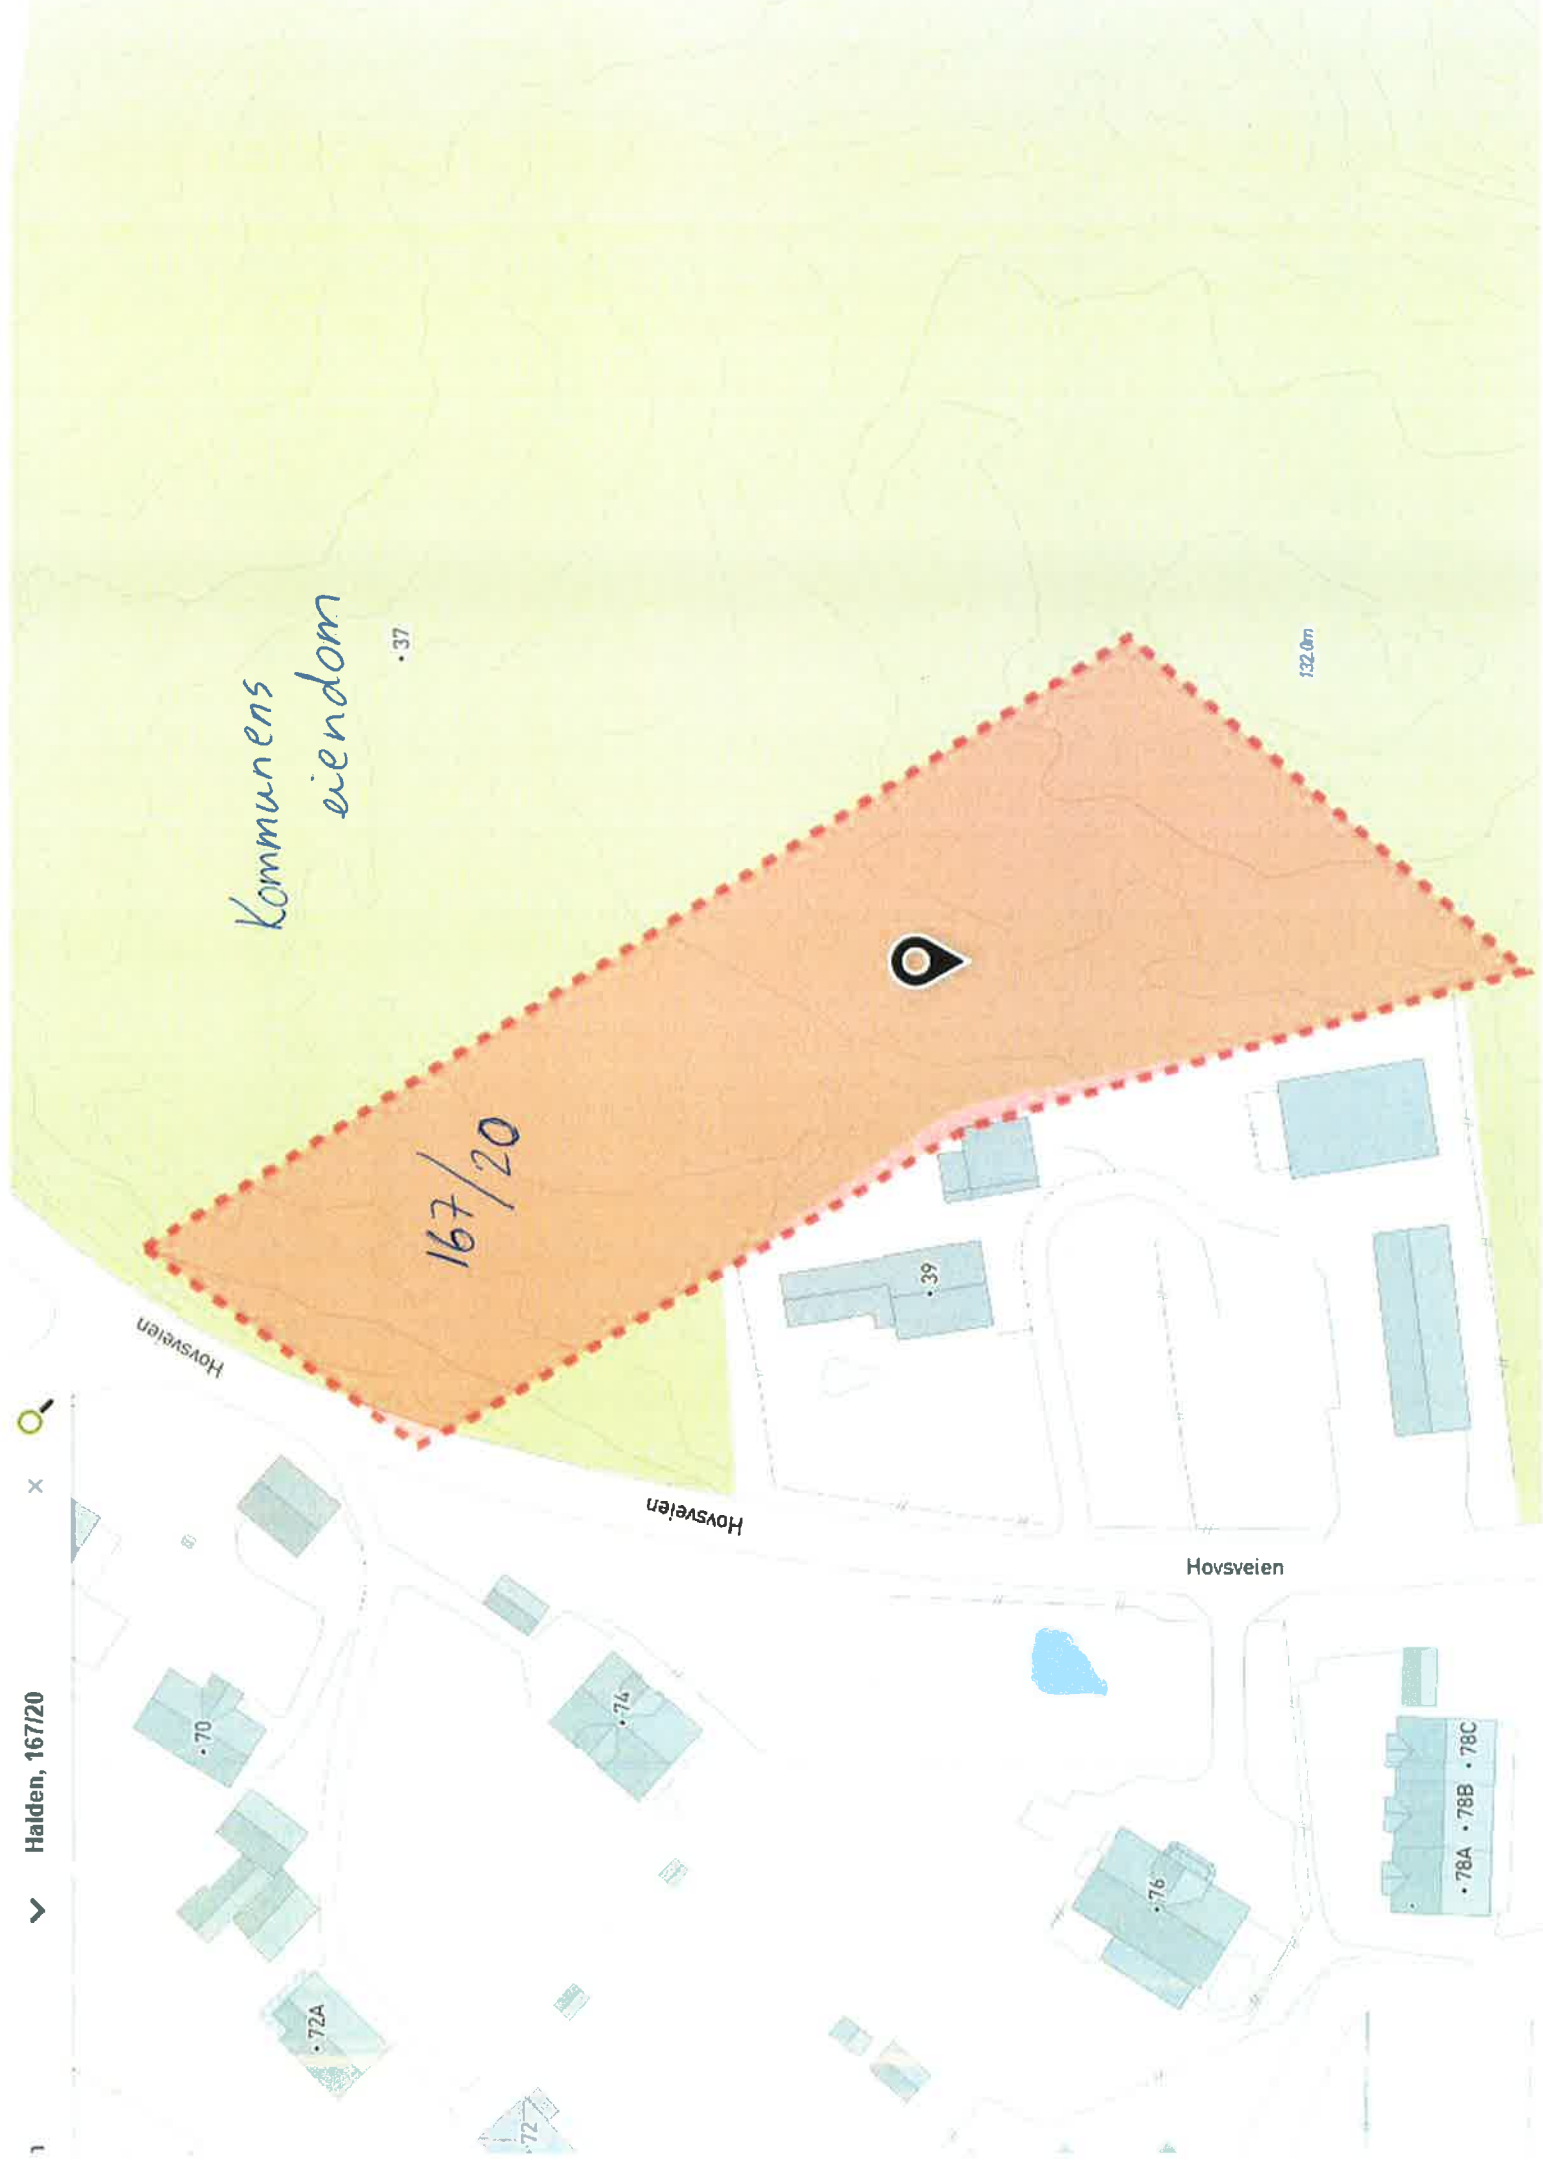 Halden, 167/20
Kommunens
eiendom
37
132.0m
167/20
39
Hovsveien
Hovsveien
Hovsveien
70
74
72A
72
76
78A
78B
78C